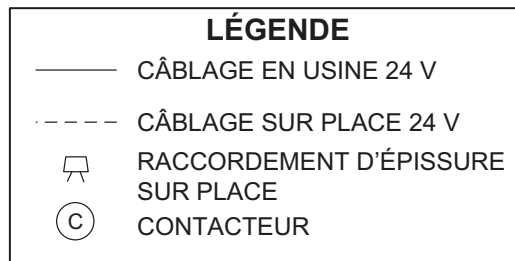 LÉGENDE
CÂBLAGE EN USINE 24 V
CÂBLAGE SUR PLACE 24 V
RACCORDEMENT D'ÉPISSURE
SUR PLACE
C CONTACTEUR